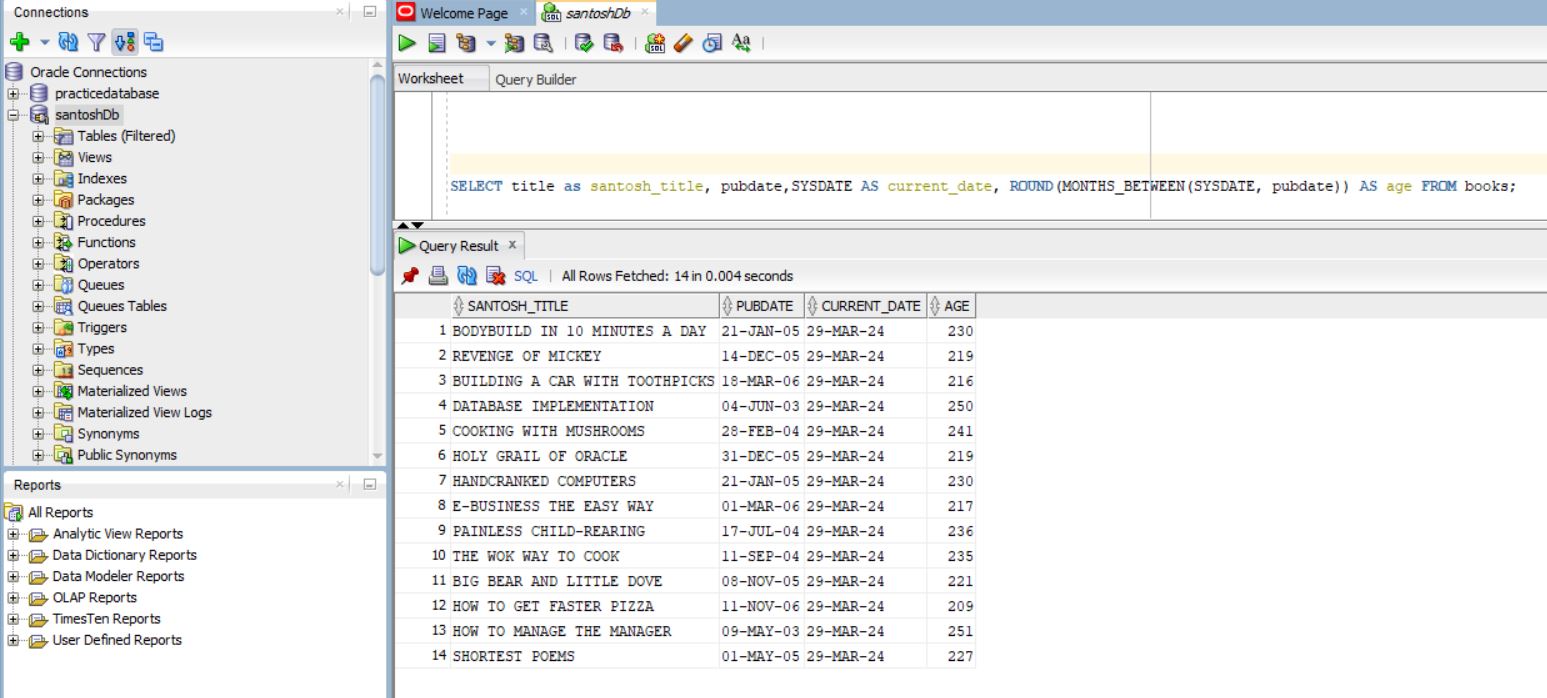 Connections
Oracle Connections
practicedatabase
santoshDb
Tables (Filtered)
Views
Indexes
Packages
Procedures
Functions
Operators
Queues
Queues Tables
Triggers
Types
Sequences
Materialized Views
Materialized View Logs
Synonyms
Public Synonyms
Reports
All Reports
Analytic View Reports
Data Dictionary Reports
Data Modeler Reports
OLAP Reports
TimesTen Reports
User Defined Reports
Welcome Page santoshDb
Worksheet Query Builder
SELECT title as santosh_title, pubdate,SYSDATE AS current_date, ROUND(MONTHS_BETWEEN(SYSDATE, pubdate)) AS age FROM books;
Query Result x
SQL | All Rows Fetched: 14 in 0.004 seconds
SANTOSH_TITLE PUBDATE CURRENT_DATE AGE
1 BODYBUILD IN 10 MINUTES A DAY 21-JAN-05 29-MAR-24 230
2 REVENGE OF MICKEY 14-DEC-05 29-MAR-24 219
3 BUILDING A CAR WITH TOOTHPICKS 18-MAR-06 29-MAR-24 216
4 DATABASE IMPLEMENTATION 04-JUN-03 29-MAR-24 250
5 COOKING WITH MUSHROOMS 28-FEB-04 29-MAR-24 241
6 HOLY GRAIL OF ORACLE 31-DEC-05 29-MAR-24 219
7 HANDCRANKED COMPUTERS 21-JAN-05 29-MAR-24 230
8 E-BUSINESS THE EASY WAY 01-MAR-06 29-MAR-24 217
9 PAINLESS CHILD-REARING 17-JUL-04 29-MAR-24 236
10 THE WOK WAY TO COOK 11-SEP-04 29-MAR-24 235
11 BIG BEAR AND LITTLE DOVE 08-NOV-05 29-MAR-24 221
12 HOW TO GET FASTER PIZZA 11-NOV-06 29-MAR-24 209
13 HOW TO MANAGE THE MANAGER 09-MAY-03 29-MAR-24 251
14 SHORTEST POEMS 01-MAY-05 29-MAR-24 227